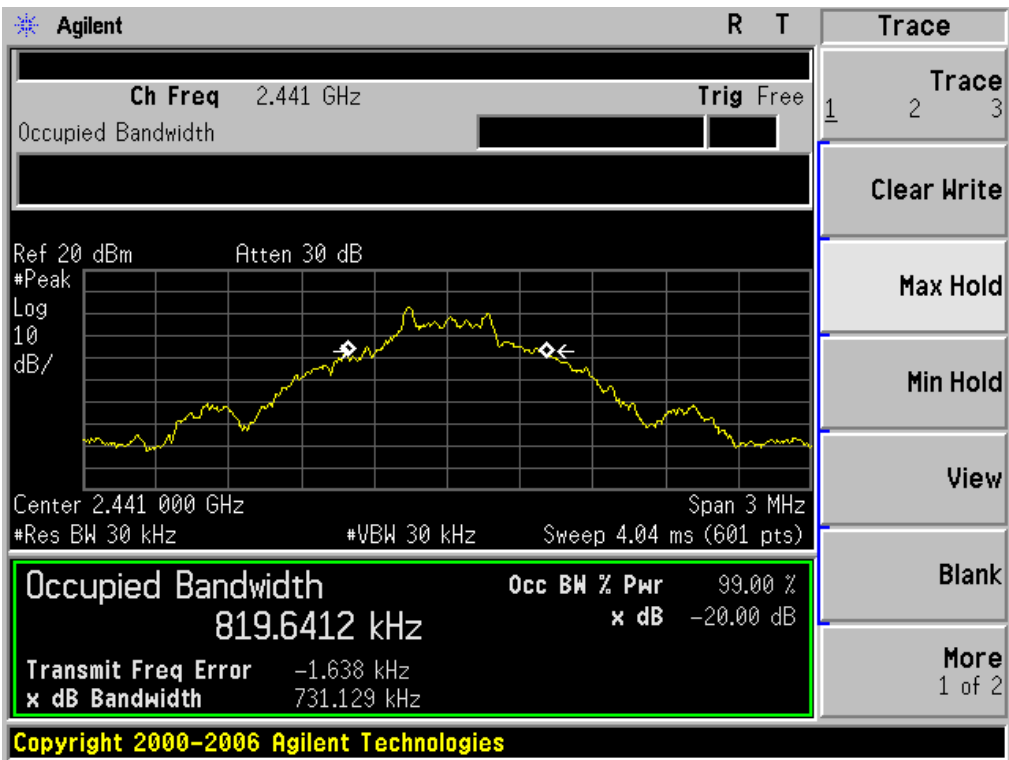 Agilent R T Trace
Ch Freq 2.441 GHz Trig Free
Occupied Bandwidth
Trace
1 2 3
Clear Write
Ref 20 dBm Atten 30 dB
#Peak
Log
10
dB/
Max Hold
Min Hold
View
Center 2.441 000 GHz Span 3 MHz
#Res BW 30 kHz #VBW 30 kHz Sweep 4.04 ms (601 pts)
Occupied Bandwidth Occ BW % Pwr 99.00 %
819.6412 kHz x dB -20.00 dB
Blank
Transmit Freq Error -1.638 kHz
x dB Bandwidth 731.129 kHz
More
1 of 2
Copyright 2000-2006 Agilent Technologies